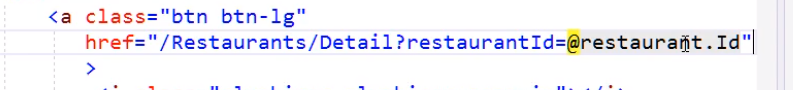 <a class="btn btn-lg"
href="/Restaurants/Detail?restaurantId=@restaurant.Id"
>